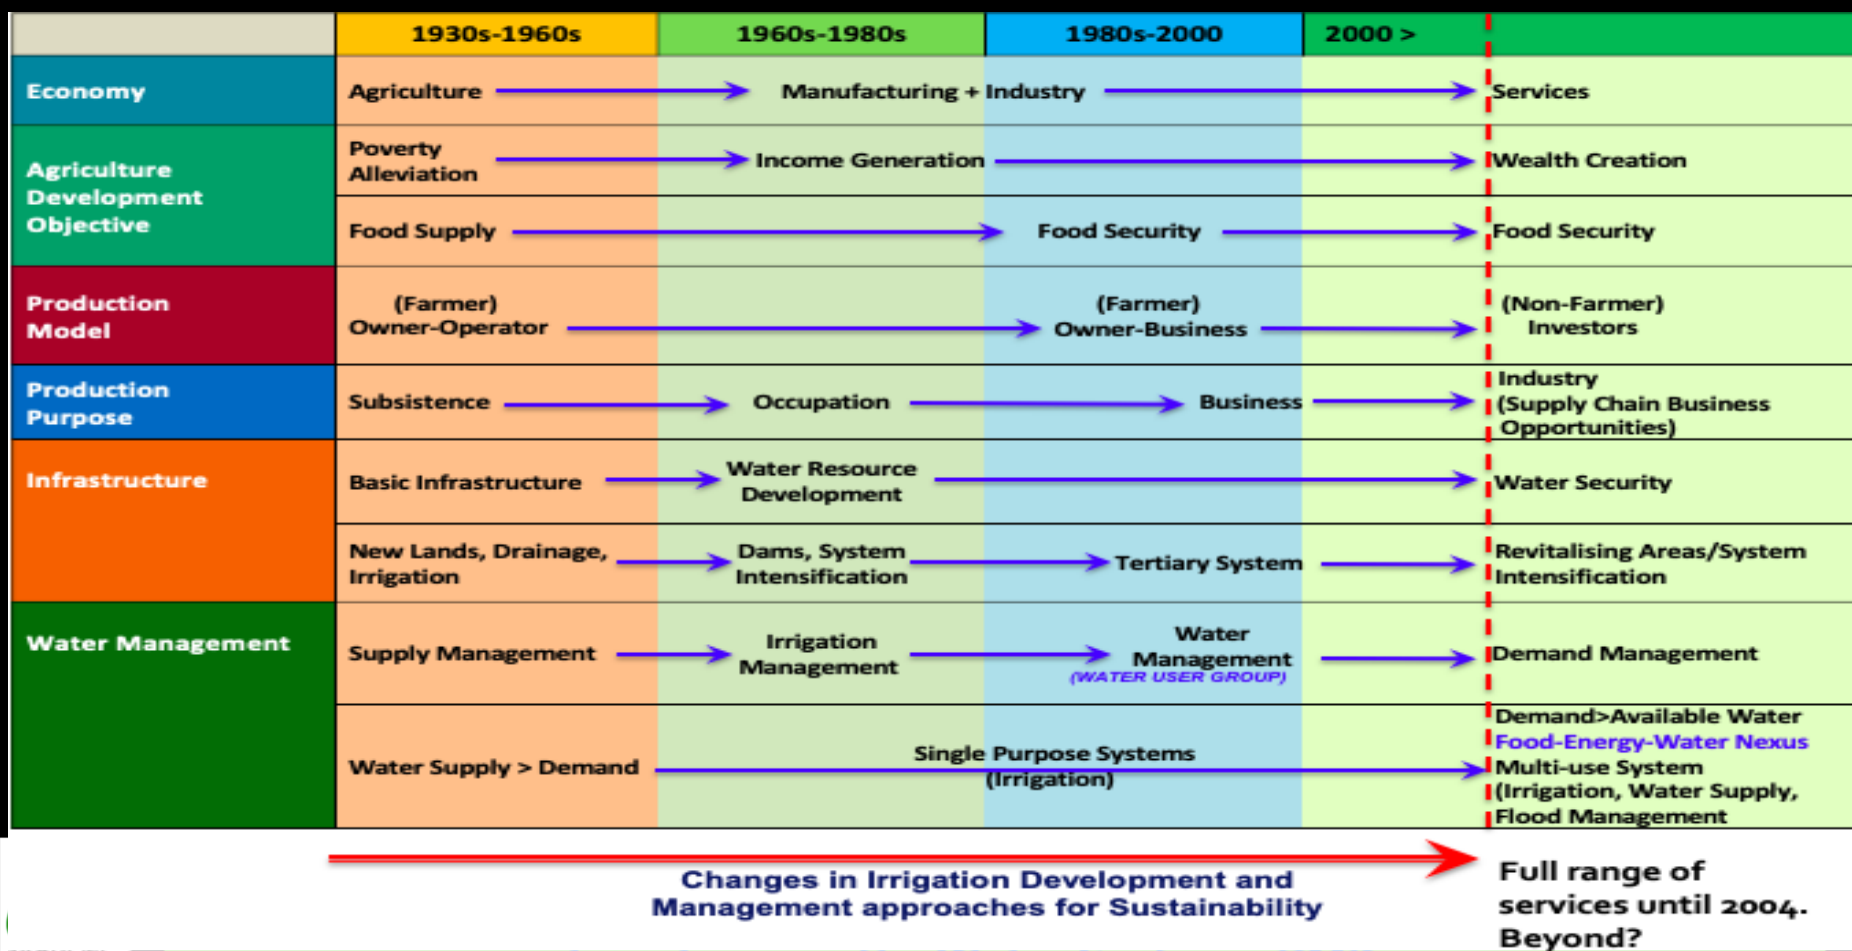 1930s-1960s
1960s-1980s
1980s-2000
2000 >
Economy
Agriculture
Manufacturing + Industry
Services
Agriculture
Development
Objective
Poverty
Alleviation
Income Generation
Wealth Creation
Food Supply
Food Security
Food Security
Production
Model
(Farmer)
Owner-Operator
(Farmer)
Owner-Business
(Non-Farmer)
Investors
Production
Purpose
Subsistence
Occupation
Business
Industry
(Supply Chain Business
Opportunities)
Infrastructure
Basic Infrastructure
Water Resource
Development
Water Security
New Lands, Drainage,
Irrigation
Dams, System
Intensification
Tertiary System
Revitalising Areas/System
Intensification
Water Management
Supply Management
Irrigation
Management
Water
Management
(WATER USER GROUP)
Demand Management
Water Supply > Demand
Single Purpose Systems
(Irrigation)
Demand>Available Water
Food-Energy-Water Nexus
Multi-use System
(Irrigation, Water Supply,
Flood Management
Changes in Irrigation Development and
Management approaches for Sustainability
Full range of
services until 2004.
Beyond?